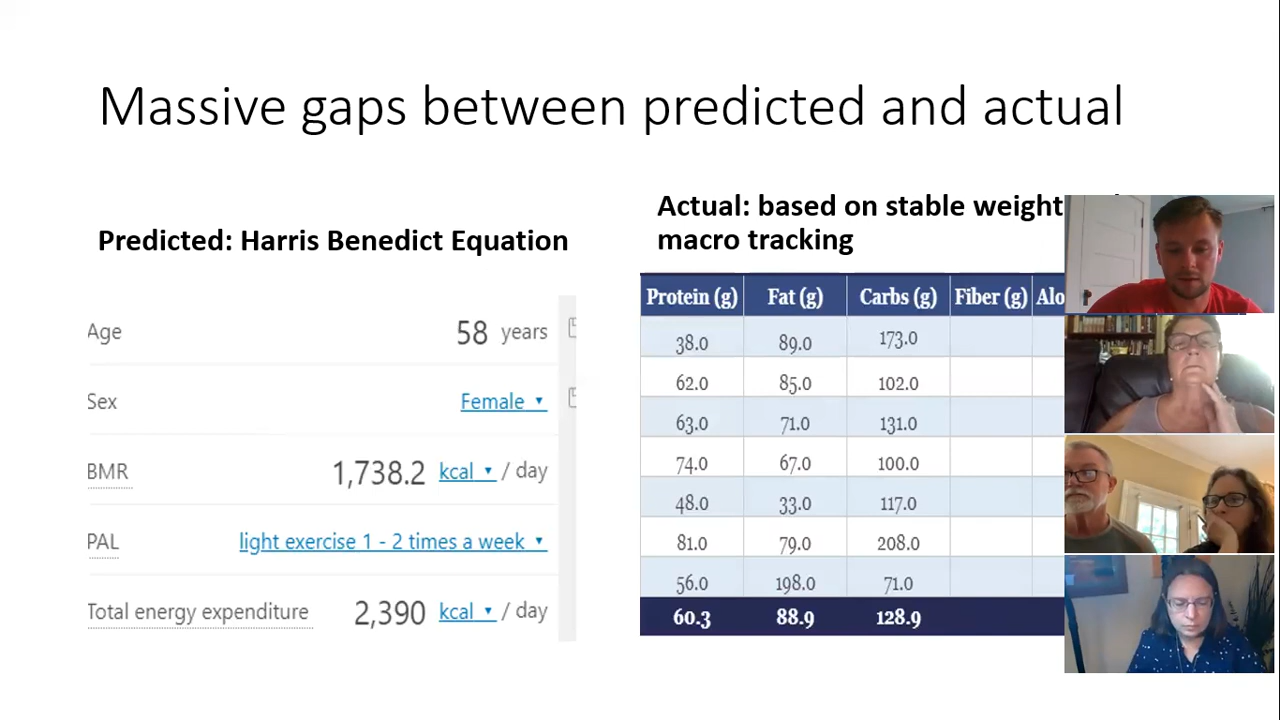 Massive gaps between predicted and actual
Predicted: Harris Benedict Equation
Age 58 years
Sex Female
BMR 1,738.2 kcal / day
PAL light exercise 1 - 2 times a week
Total energy expenditure 2,390 kcal / day
Actual: based on stable weight
macro tracking
Protein (g) Fat (g) Carbs (g) Fiber (g)
38.0 89.0 173.0
62.0 85.0 102.0
63.0 71.0 131.0
74.0 67.0 100.0
48.0 33.0 117.0
81.0 79.0 208.0
56.0 198.0 71.0
60.3 88.9 128.9